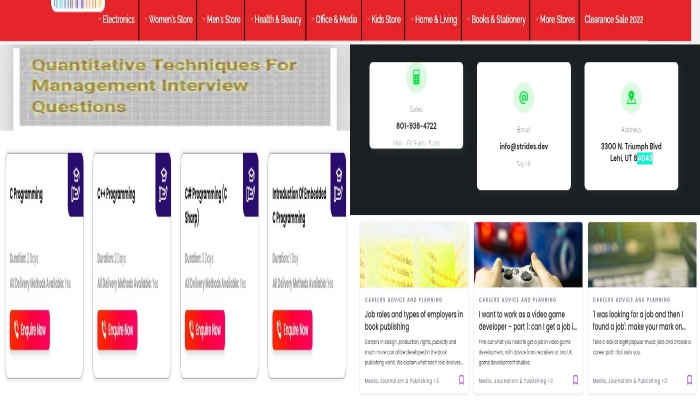 Electronics
Women's Store
Men's Store
Health & Beauty
Office & Media
Kids Store
Home & Living
Books & Stationery
More Stores
Clearance Sale 2022
Quantitative Techniques For
Management Interview
Questions
Sales
801-938-4722
Mon - Fri 9 am - 5 pm
Email
info@strides.dev
Say Hi!
Address
3300 N. Triumph Blvd
Lehi, UT 84043
C Programming
Duration: 2 Days
All Delivery Methods Available: Yes
Enquire Now
C++ Programming
Duration: 2 Days
All Delivery Methods Available: Yes
Enquire Now
C# Programming (C
Sharp)
Duration: 3 Days
All Delivery Methods Available: Yes
Enquire Now
Introduction Of Embedded
C Programming
Duration: 1 Day
All Delivery Methods Available: Yes
Enquire Now
CAREERS ADVICE AND PLANNING
Job roles and types of employers in
book publishing
Careers in design, production, rights, publicity and
much more can all be developed in the book
publishing world. We explain what each role involves...
Media, Journalism & Publishing +3
CAREERS ADVICE AND PLANNING
I want to work as a video game
developer – part 1: can I get a job i...
Find out what you need to get a job in video game
development, with advice from recruiters at two UK
game development studios.
Media, Journalism & Publishing +3
CAREERS ADVICE AND PLANNING
'I was looking for a job and then I
found a job': make your mark on...
Take a look at eight popular music jobs and choose a
career path that suits you.
Media, Journalism & Publishing +3